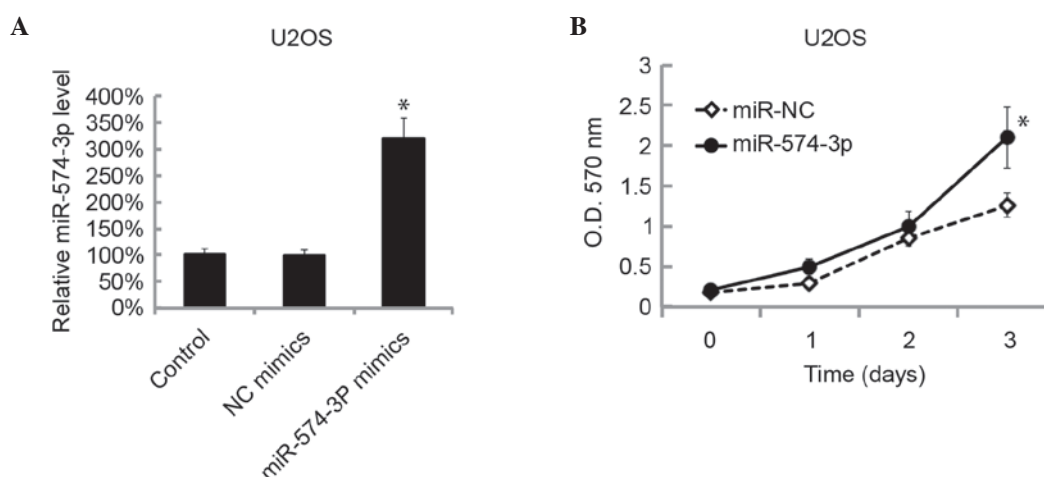 A
U2OS
Relative miR-574-3p level
400%
350%
300%
250%
200%
150%
100%
50%
0%
*
Control
NC mimics
miR-574-3P mimics
B
U2OS
O.D. 570 nm
3
2.5
2
1.5
1
0.5
0
miR-NC
miR-574-3p
*
0 1 2 3
Time (days)